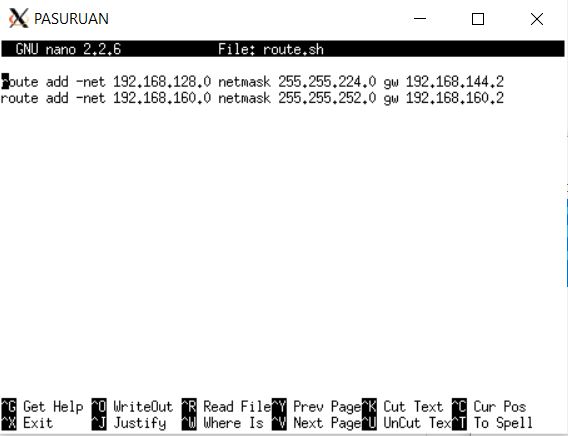 PASURUAN
GNU nano 2.2.6 File: route.sh
route add -net 192.168.128.0 netmask 255.255.224.0 gw 192.168.144.2
route add -net 192.168.160.0 netmask 255.255.252.0 gw 192.168.160.2
^G Get Help ^O WriteOut ^R Read File^Y Prev Page^K Cut Text ^C Cur Pos
^X Exit ^J Justify ^W Where Is ^V Next Page^U UnCut Tex^T To Spell